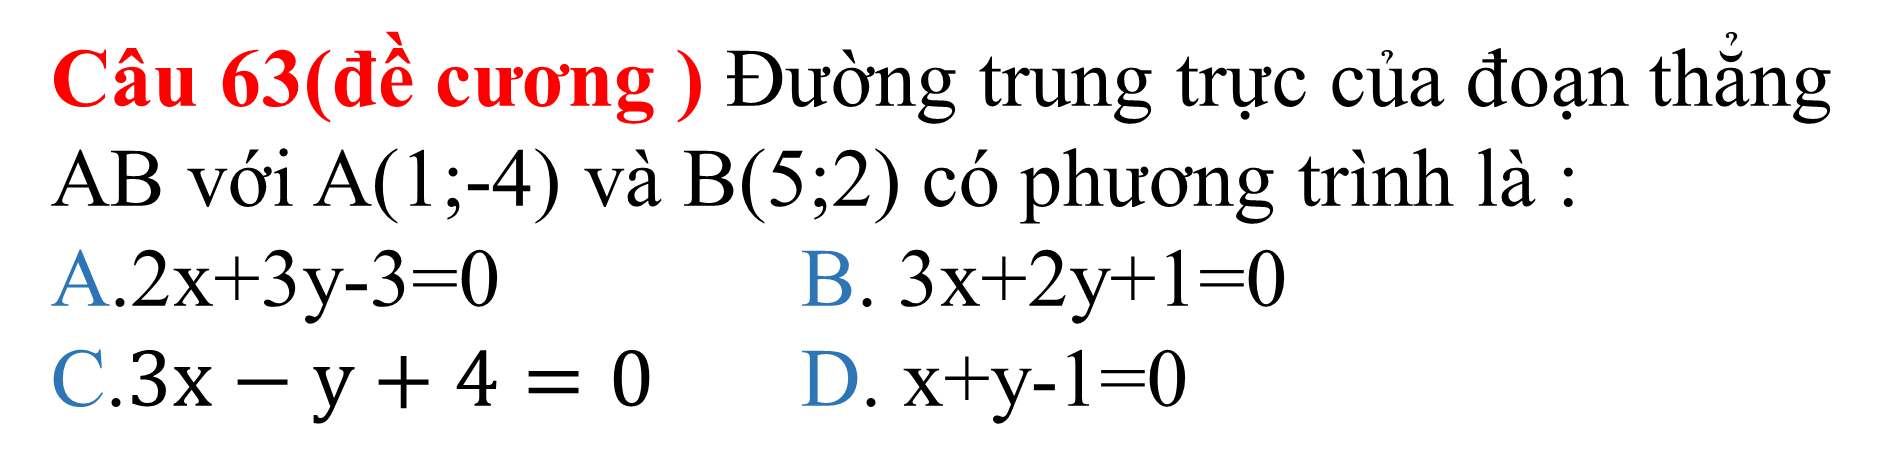 Câu 63(đề cương ) Đường trung trực của đoạn thẳng
AB với A(1;-4) và B(5;2) có phương trình là :
A.2x+3y-3=0 B. 3x+2y+1=0
C.3x − y + 4 = 0 D. x+y-1=0